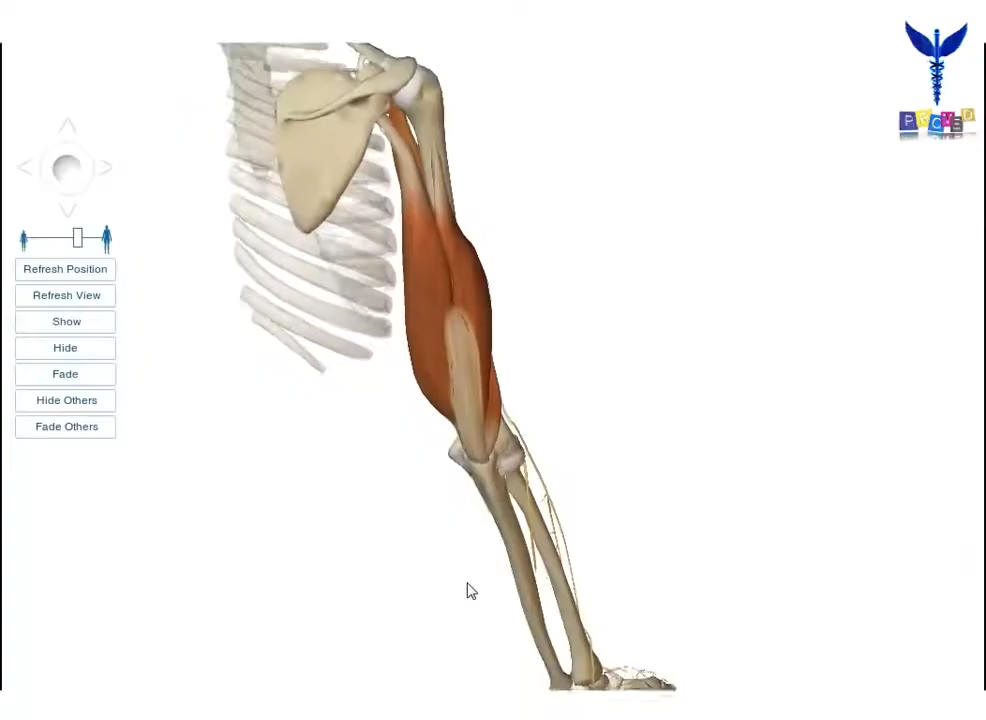 Refresh Position
Refresh View
Show
Hide
Fade
Hide Others
Fade Others